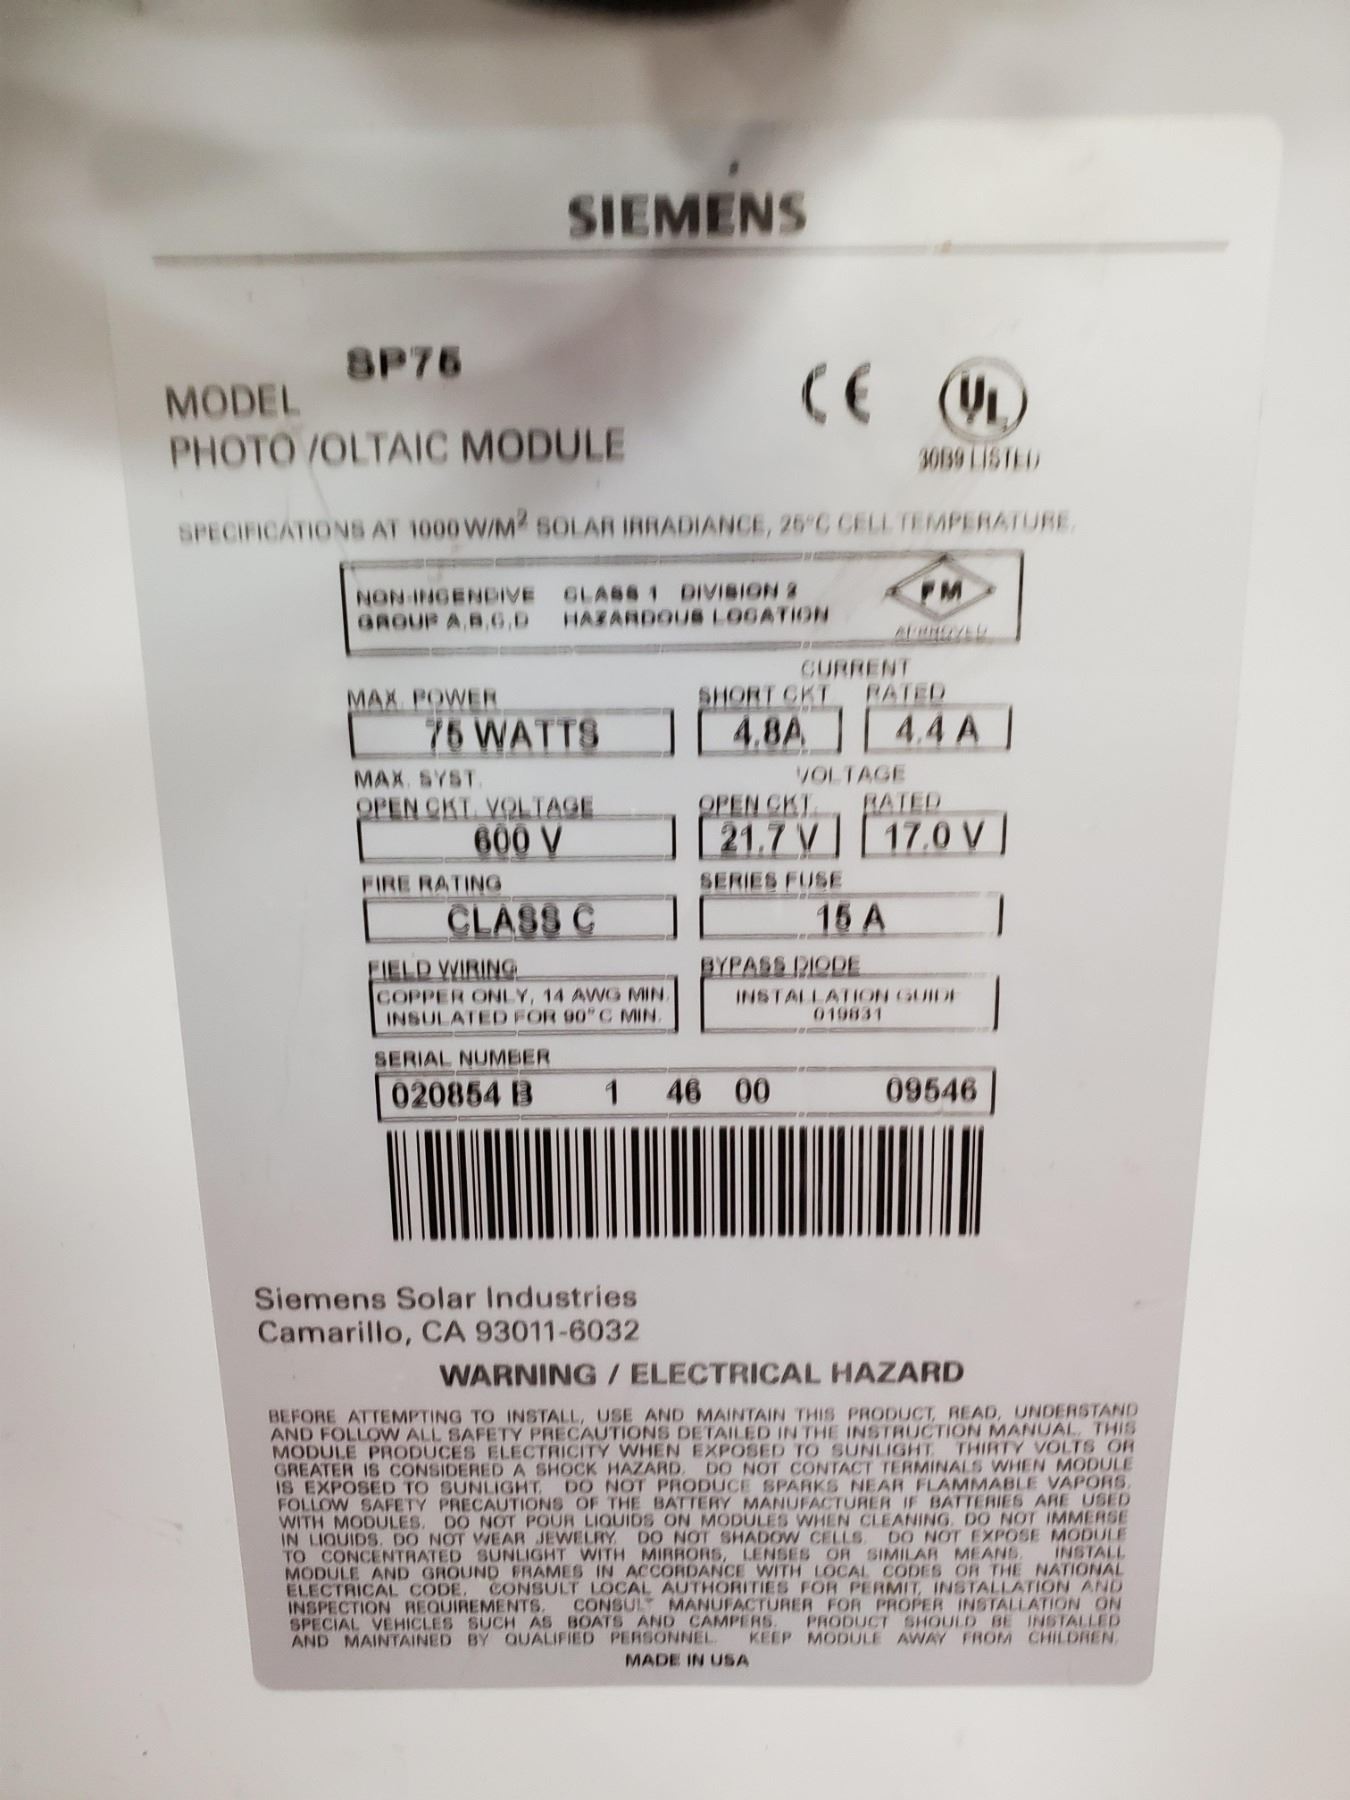 SIEMENS
MODEL SP75
PHOTO /OLTAIC MODULE
CE UL
30B9 LISTED
SPECIFICATIONS AT 1000 W/M² SOLAR IRRADIANCE, 25°C CELL TEMPERATURE.
NON-INCENDIVE CLASS 1 DIVISION 2
GROUP A,B,C,D HAZARDOUS LOCATION
FM
APPROVED
CURRENT
MAX. POWER SHORT CKT RATED
75 WATTS 4.8A 4.4 A
MAX. SYST. VOLTAGE
OPEN CKT. VOLTAGE OPEN CKT. RATED
600 V 21.7 V 17.0 V
FIRE RATING SERIES FUSE
CLASS C 15 A
FIELD WIRING BYPASS DIODE
COPPER ONLY, 14 AWG MIN. INSTALLATION GUIDE
INSULATED FOR 90°C MIN. 019831
SERIAL NUMBER
020854 B 1 46 00 09546
Siemens Solar Industries
Camarillo, CA 93011-6032
WARNING / ELECTRICAL HAZARD
BEFORE ATTEMPTING TO INSTALL, USE AND MAINTAIN THIS PRODUCT, READ, UNDERSTAND
AND FOLLOW ALL SAFETY PRECAUTIONS DETAILED IN THE INSTRUCTION MANUAL. THIS
MODULE PRODUCES ELECTRICITY WHEN EXPOSED TO SUNLIGHT. THIRTY VOLTS OR
GREATER IS CONSIDERED A SHOCK HAZARD. DO NOT CONTACT TERMINALS WHEN MODULE
IS EXPOSED TO SUNLIGHT. DO NOT PRODUCE SPARKS NEAR FLAMMABLE VAPORS.
FOLLOW SAFETY PRECAUTIONS OF THE BATTERY MANUFACTURER IF BATTERIES ARE USED
WITH MODULES. DO NOT POUR LIQUIDS ON MODULES WHEN CLEANING. DO NOT IMMERSE
IN LIQUIDS. DO NOT WEAR JEWELRY. DO NOT SHADOW CELLS. DO NOT EXPOSE MODULE
TO CONCENTRATED SUNLIGHT WITH MIRRORS, LENSES OR SIMILAR MEANS. INSTALL
MODULE AND GROUND FRAMES IN ACCORDANCE WITH LOCAL CODES OR THE NATIONAL
ELECTRICAL CODE. CONSULT LOCAL AUTHORITIES FOR PERMIT, INSTALLATION AND
INSPECTION REQUIREMENTS. CONSULT MANUFACTURER FOR PROPER INSTALLATION ON
SPECIAL VEHICLES SUCH AS BOATS AND CAMPERS. PRODUCT SHOULD BE INSTALLED
AND MAINTAINED BY QUALIFIED PERSONNEL. KEEP MODULE AWAY FROM CHILDREN.
MADE IN USA